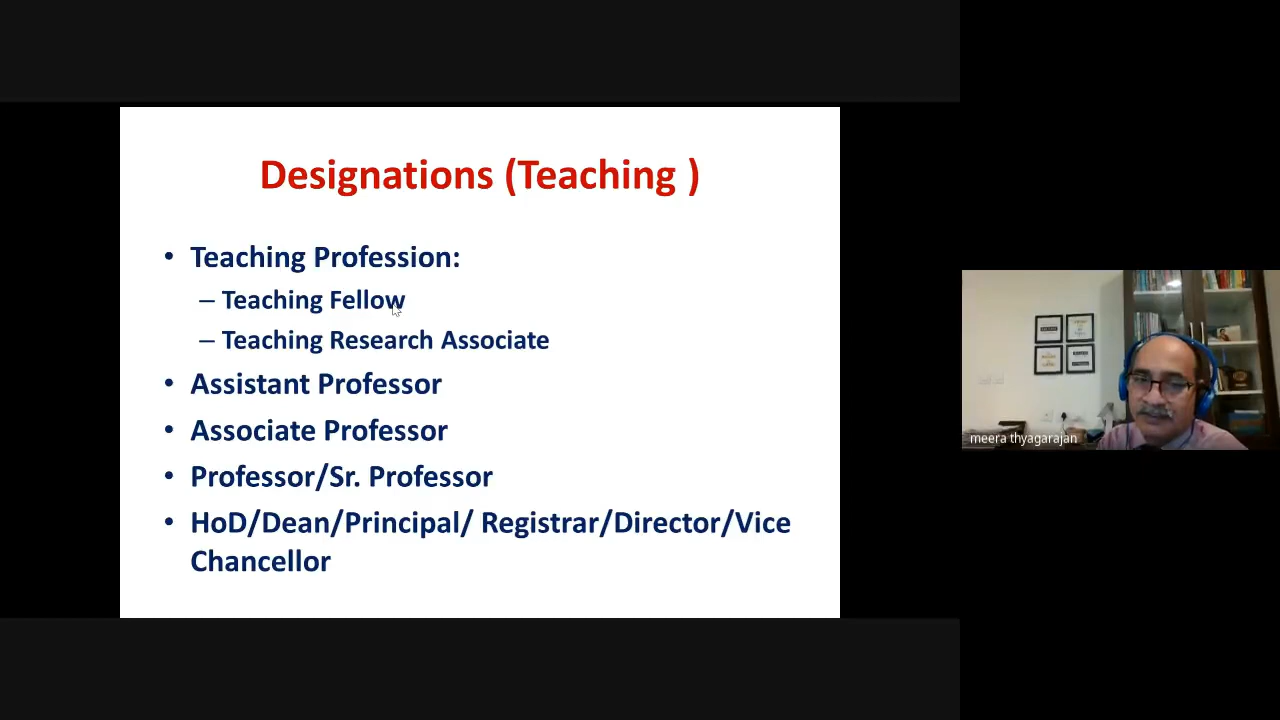 Designations (Teaching )
• Teaching Profession:
– Teaching Fellow
– Teaching Research Associate
• Assistant Professor
• Associate Professor
• Professor/Sr. Professor
• HoD/Dean/Principal/ Registrar/Director/Vice
Chancellor
meera thyagarajan